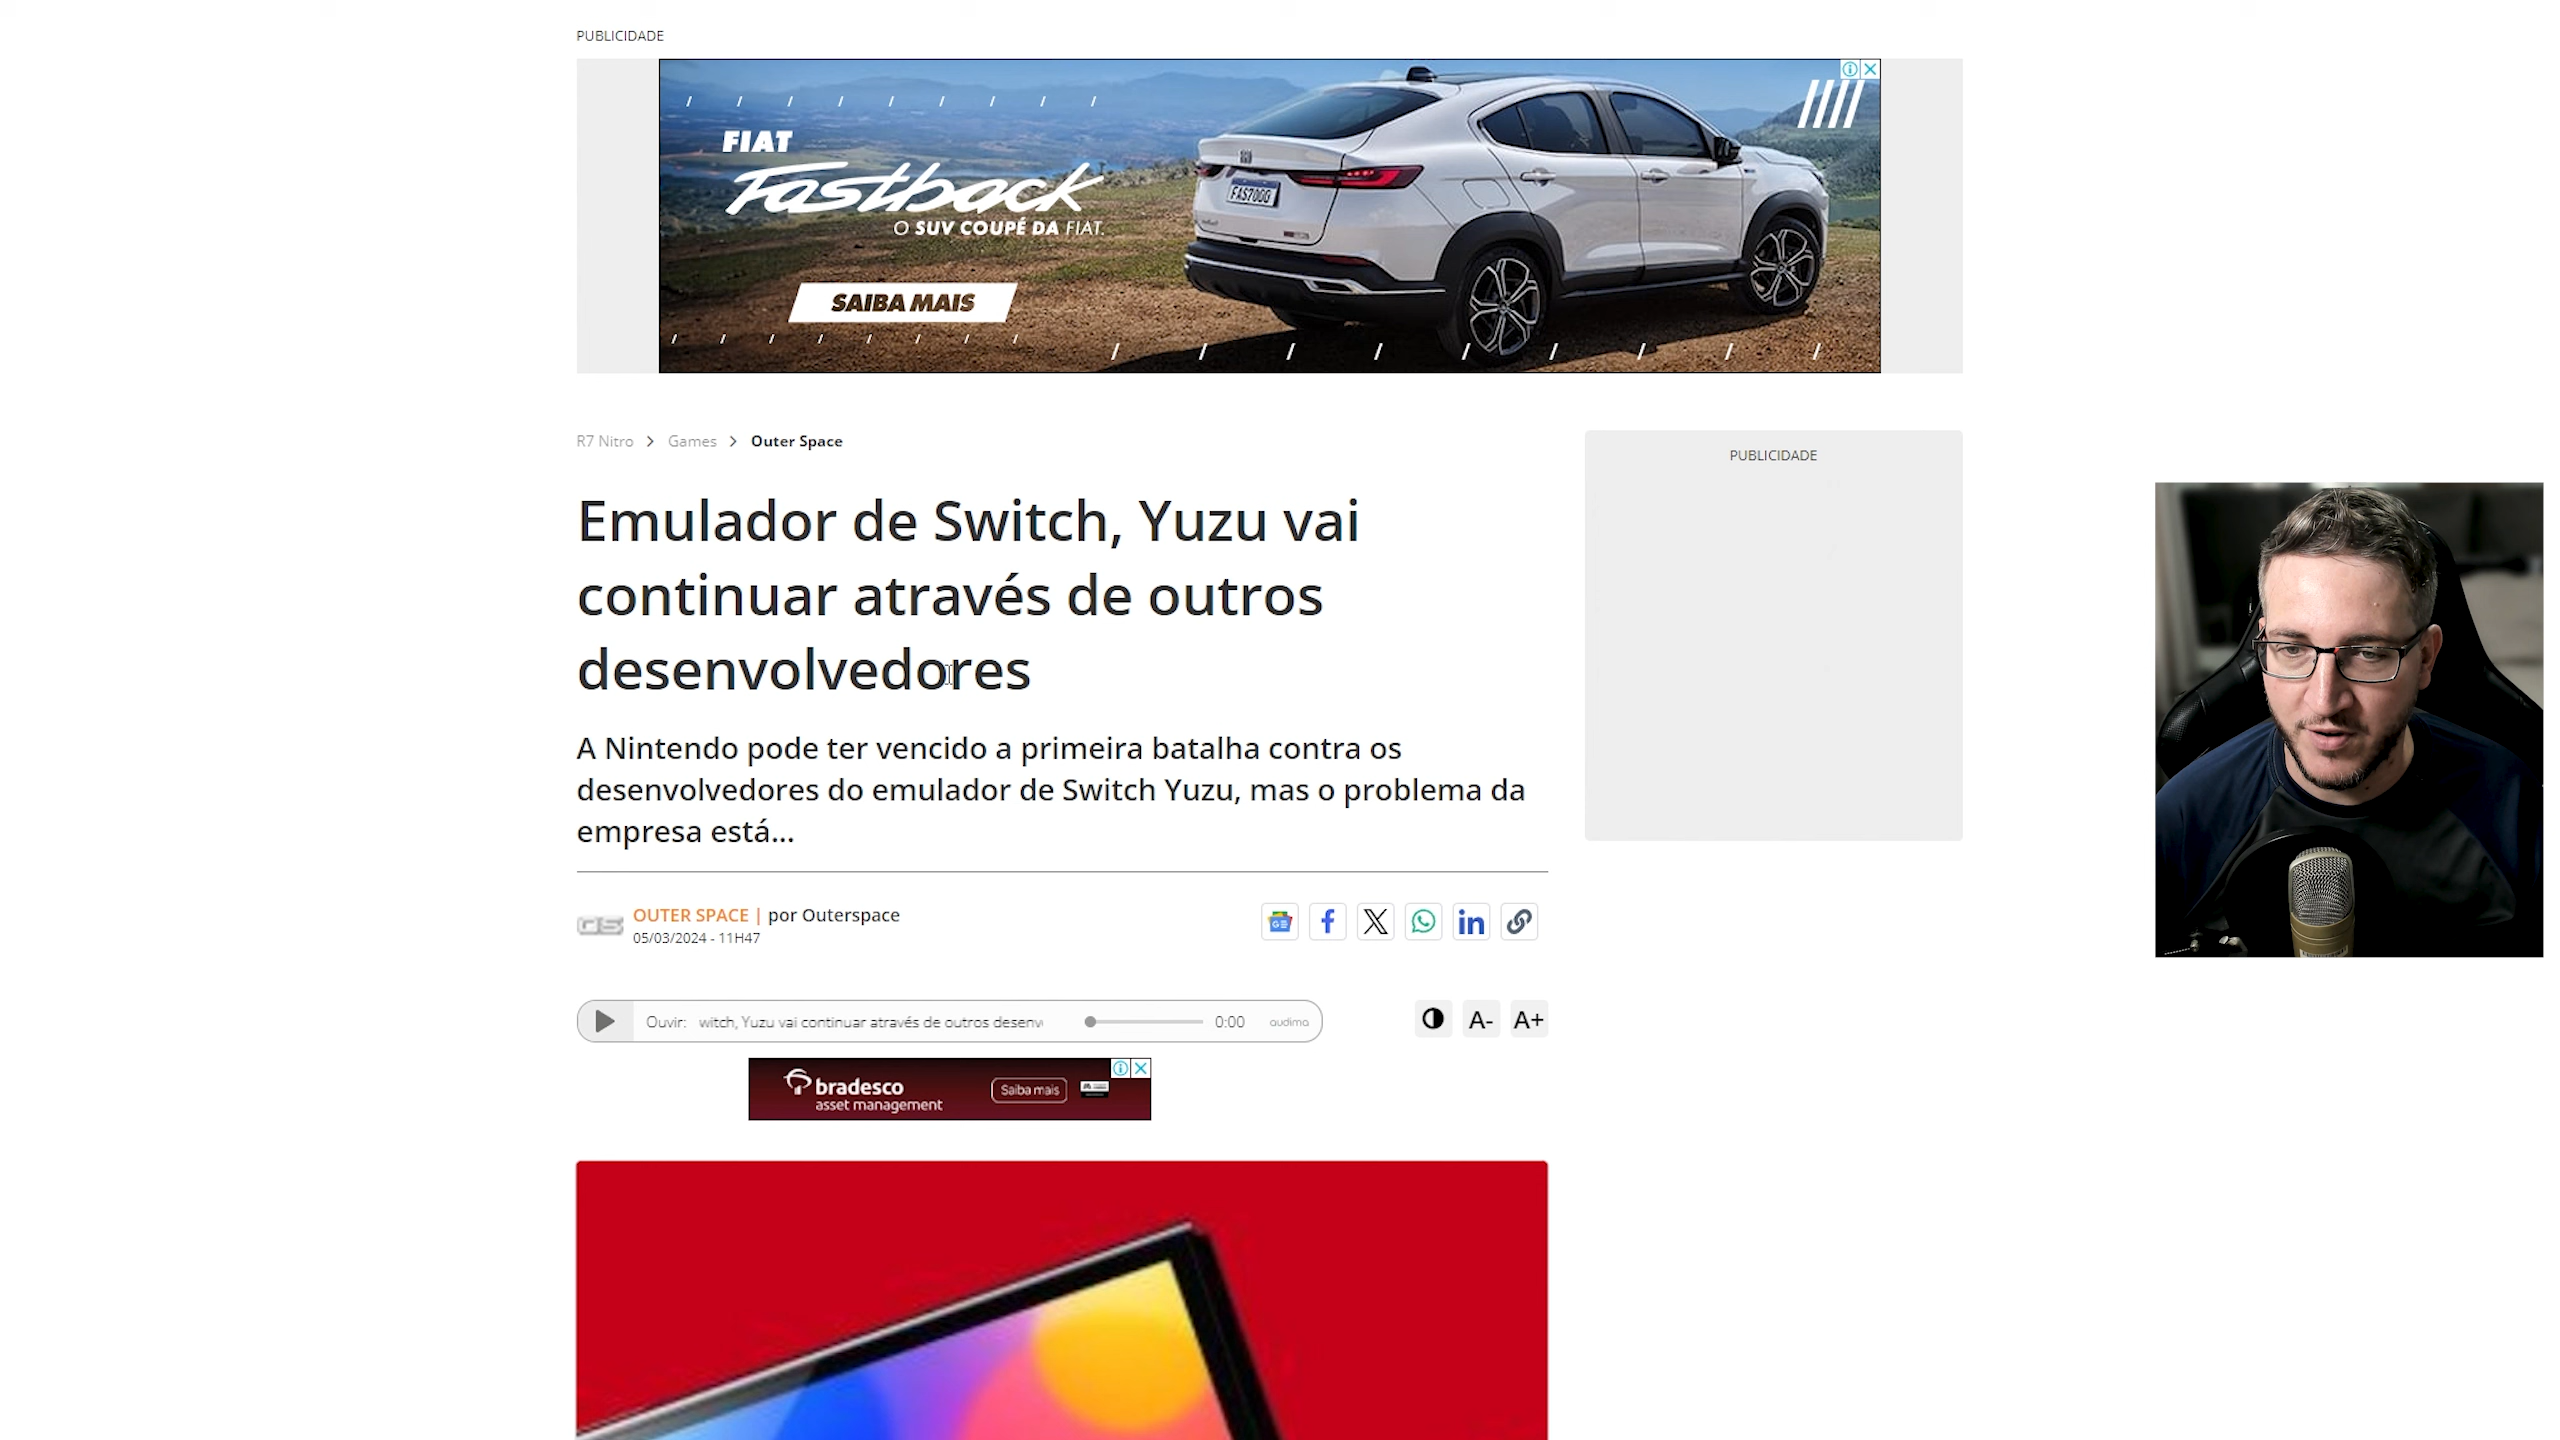 PUBLICIDADE
FIAT
Fastback
O SUV COUPÉ DA FIAT.
FAS7000
SAIBA MAIS
R7 Nitro > Games > Outer Space
PUBLICIDADE
Emulador de Switch, Yuzu vai
continuar através de outros
desenvolvedores
A Nintendo pode ter vencido a primeira batalha contra os
desenvolvedores do emulador de Switch Yuzu, mas o problema da
empresa está...
OUTER SPACE | por Outerspace
05/03/2024 - 11H47
Ouvir: witch, Yuzu vai continuar através de outros desenv
0:00
audima
A-
A+
bradesco
asset management
Saiba mais